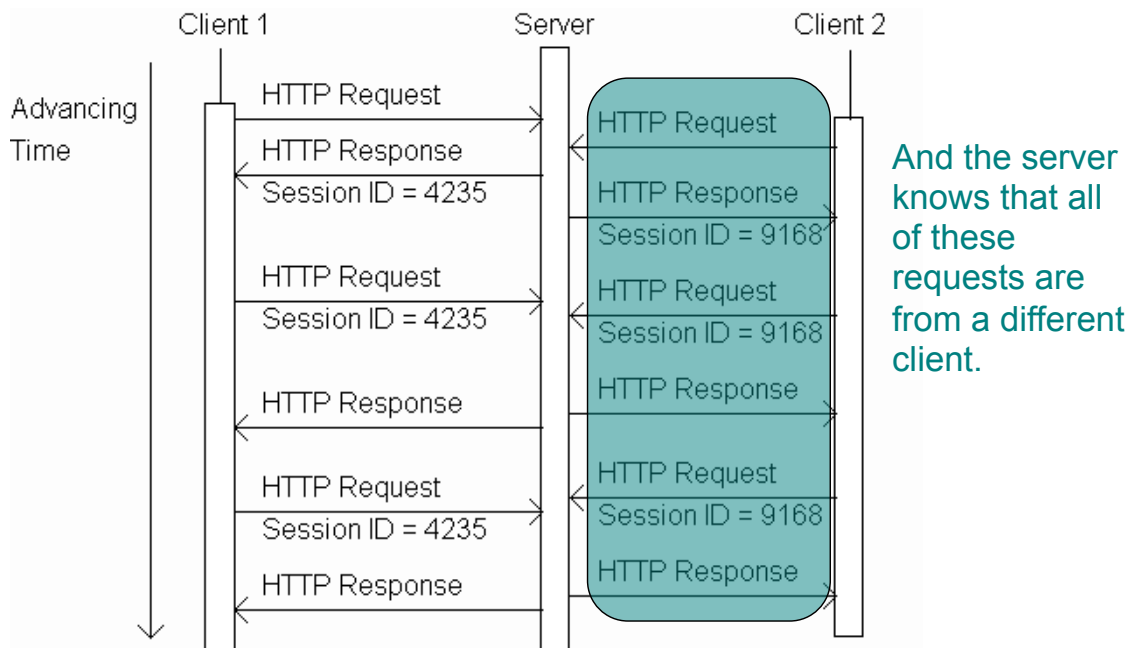 Client 1
Server
Client 2
Advancing
Time
HTTP Request
HTTP Response
Session ID = 4235
HTTP Request
Session ID = 4235
HTTP Response
HTTP Request
Session ID = 4235
HTTP Response
HTTP Request
HTTP Response
Session ID = 9168
HTTP Request
Session ID = 9168
HTTP Response
HTTP Request
Session ID = 9168
HTTP Response
And the server
knows that all
of these
requests are
from a different
client.